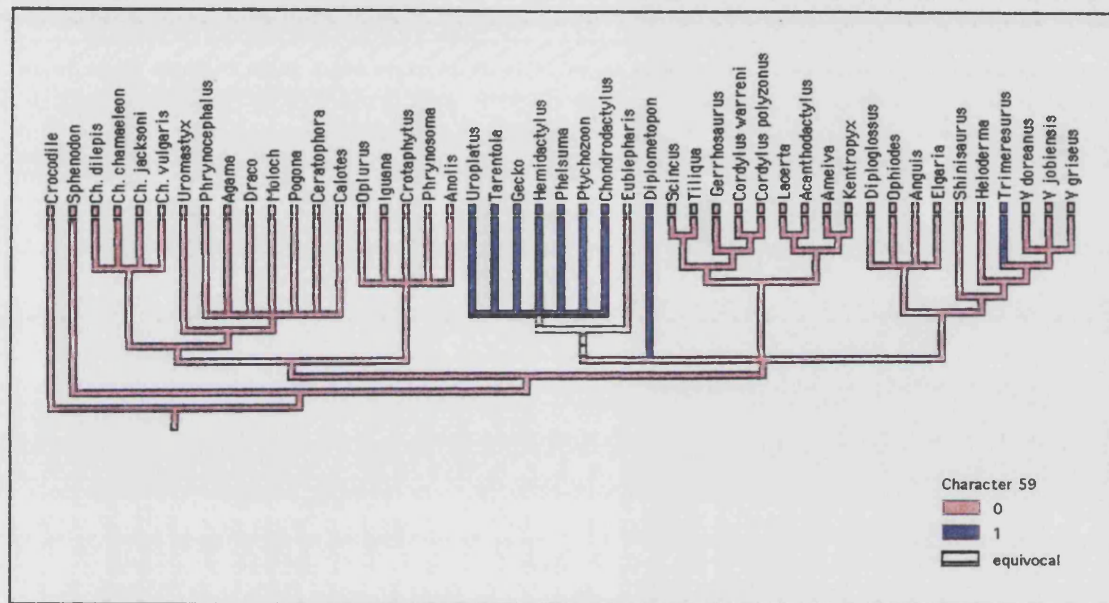 Crocodile
Sphenodon
Ch. dilepis
Ch. chamaeleon
Ch. jacksoni
Ch. vulgaris
Uromastyx
Phrynocephalus
Agama
Draco
Moloch
Pogona
Ceratophora
Calotes
Oplurus
Iguana
Crotaphytus
Phrynosoma
Anolis
Uroplatus
Tarentola
Gecko
Hemidactylus
Phelsuma
Ptychozoon
Chondrodactylus
Eublepharis
Diplometopon
Scincus
Tiliqua
Gerrhosaurus
Cordylus warreni
Cordylus polyzonus
Lacerta
Acanthodactylus
Ameiva
Kentropyx
Diploglossus
Ophiodes
Anguis
Elgaria
Shinisaurus
Heloderma
Trimeresurus
V doreanus
V jobiensis
V griseus
Character 59
0
1
equivocal